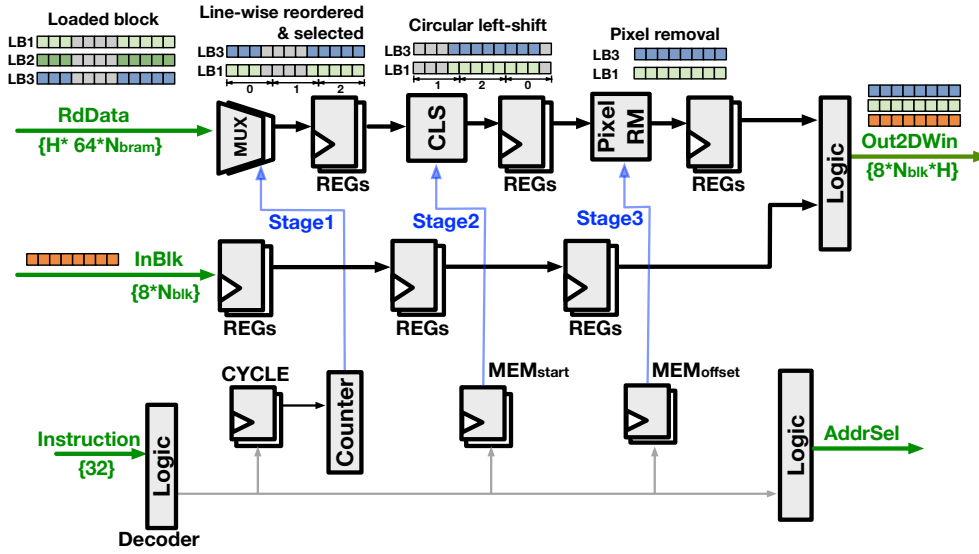 Loaded block
LB1
LB2
LB3
Line-wise reordered
& selected
LB3
LB1
0 1 2
Circular left-shift
LB3
LB1
1 2 0
Pixel removal
LB3
LB1
RdData
{H* 64*Nbram}
MUX
REGs
CLS
REGs
Pixel
RM
REGs
Logic
Out2DWin
{8*Nblk*H}
Stage1
Stage2
Stage3
InBlk
{8*Nblk}
REGs
REGs
REGs
CYCLE
Counter
MEMstart
MEMoffset
Instruction
{32}
Logic
Decoder
Logic
AddrSel